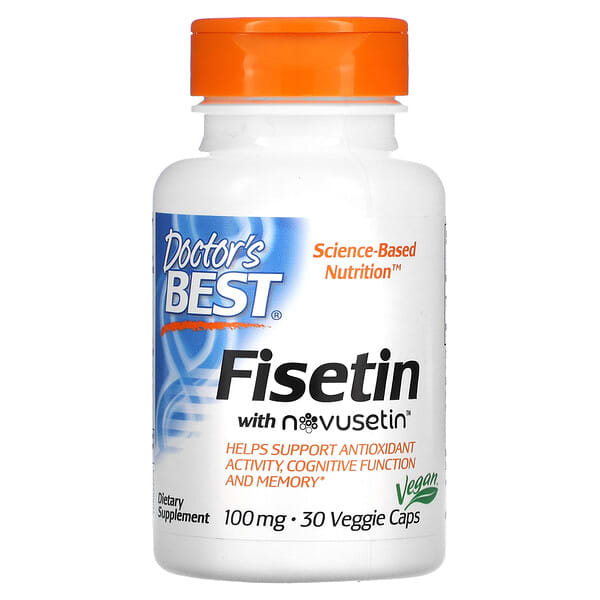 Doctor's
BEST®
Science-Based
Nutrition™
Fisetin
with novusetin™
HELPS SUPPORT ANTIOXIDANT
ACTIVITY, COGNITIVE FUNCTION
AND MEMORY*
Vegan
Dietary
Supplement
100 mg • 30 Veggie Caps